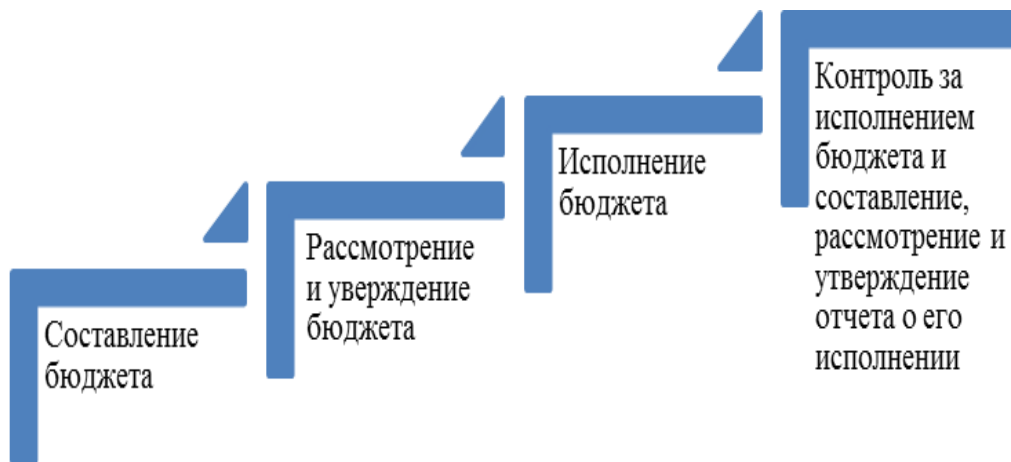 Составление
бюджета
Рассмотрение
и уверждение
бюджета
Исполнение
бюджета
Контроль за
исполнением
бюджета и
составление,
рассмотрение и
утверждение
отчета о его
исполнении